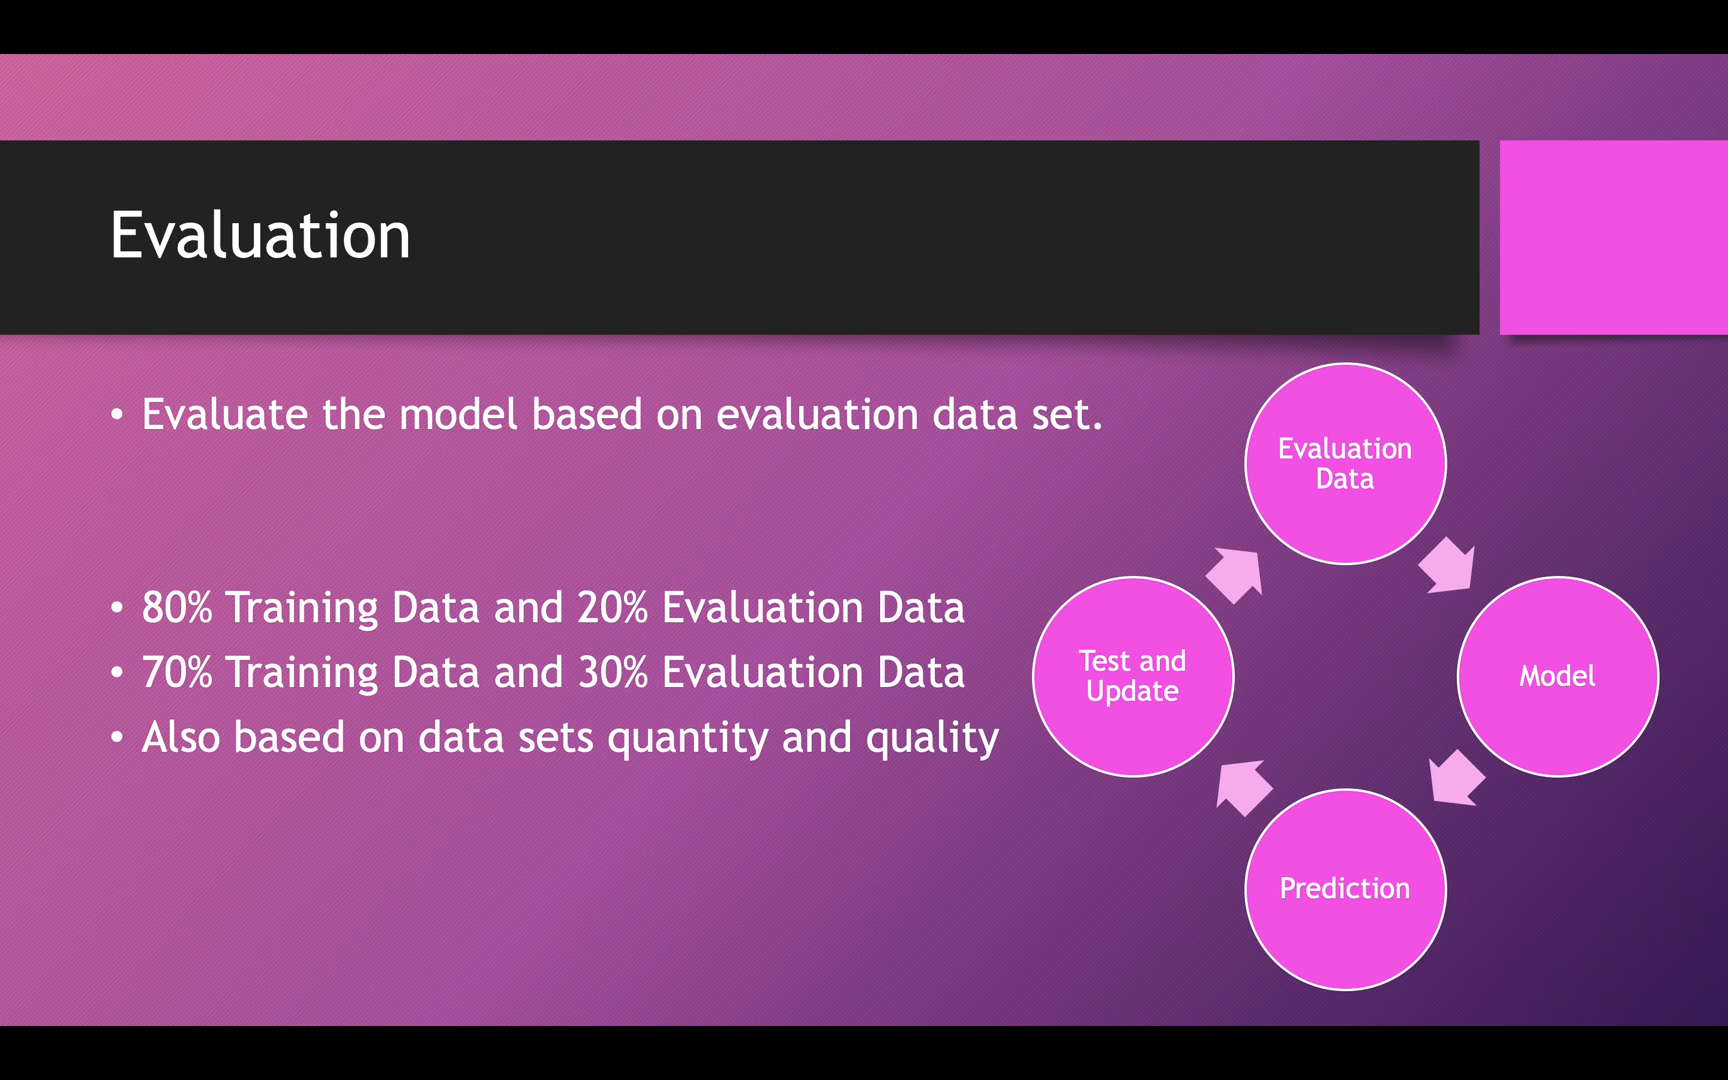 Evaluation
• Evaluate the model based on evaluation data set.
• 80% Training Data and 20% Evaluation Data
• 70% Training Data and 30% Evaluation Data
• Also based on data sets quantity and quality
Evaluation
Data
Model
Prediction
Test and
Update